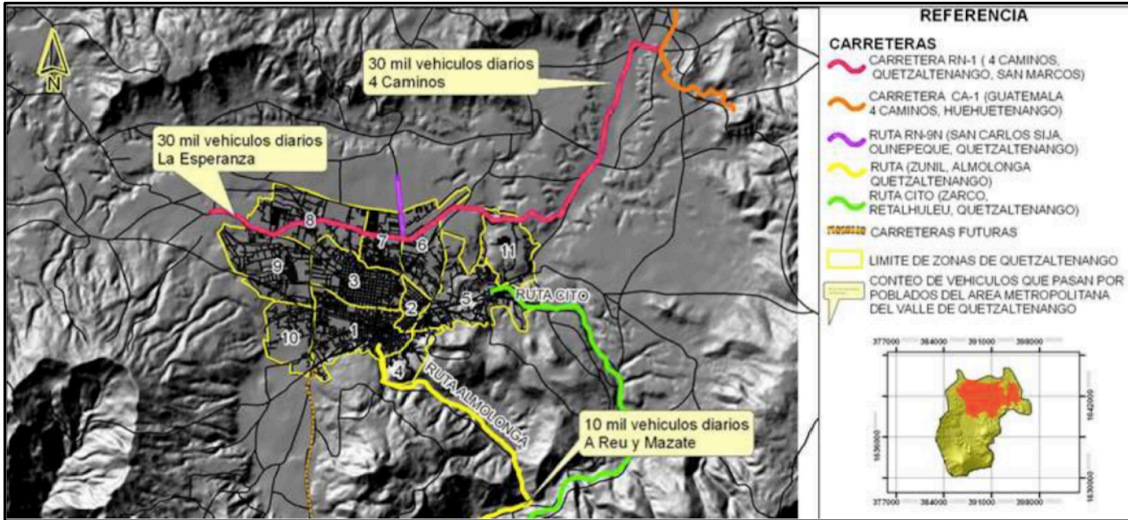 N
30 mil vehiculos diarios
4 Caminos
30 mil vehiculos diarios
La Esperanza
8
7
6
11
9
3
5
2
RUTA CITO
10
1
4
RUTA ALMOLONGA
10 mil vehiculos diarios
A Reu y Mazate
REFERENCIA
CARRETERAS
CARRETERA RN-1 ( 4 CAMINOS,
QUETZALTENANGO, SAN MARCOS)
CARRETERA CA-1 (GUATEMALA
4 CAMINOS, HUEHUETENANGO)
RUTA RN-9N (SAN CARLOS SIJA,
OLINEPEQUE, QUETZALTENANGO)
RUTA (ZUNIL, ALMOLONGA
QUETZALTENANGO)
RUTA CITO (ZARCO,
RETALHULEU, QUETZALTENANGO)
CARRETERAS FUTURAS
LIMITE DE ZONAS DE QUETZALTENANGO
CONTEO DE VEHICULOS QUE PASAN POR
POBLADOS DEL AREA METROPOLITANA
DEL VALLE DE QUETZALTENANGO
377000 384000 391000 398000
1642000
1636000
1630000
377000 384000 391000 398000